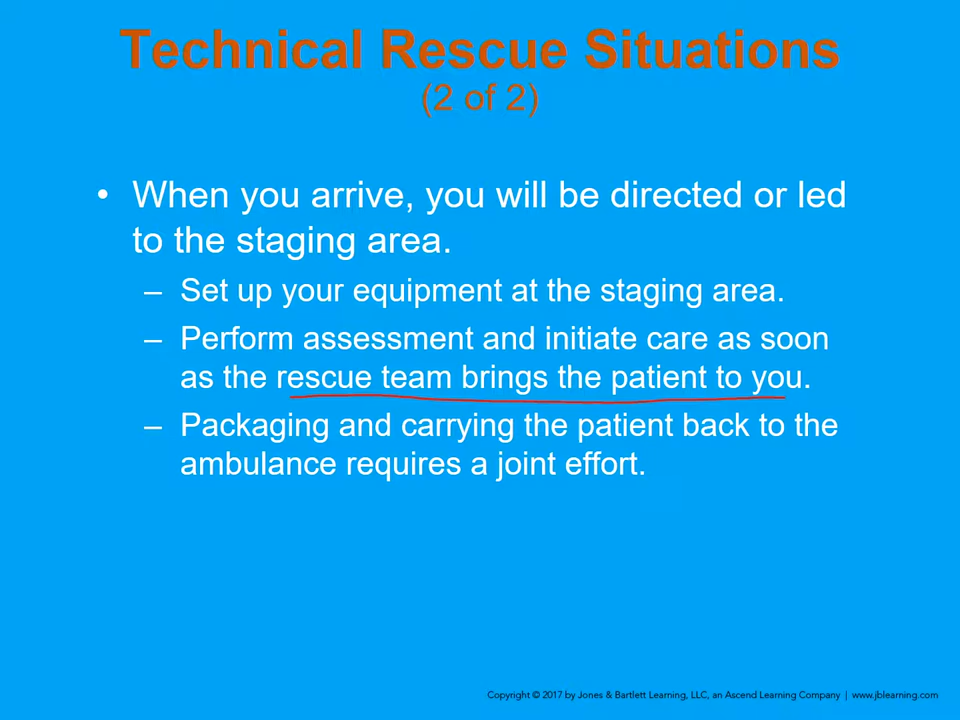 Technical Rescue Situations
(2 of 2)
• When you arrive, you will be directed or led
to the staging area.
– Set up your equipment at the staging area.
– Perform assessment and initiate care as soon
as the rescue team brings the patient to you.
– Packaging and carrying the patient back to the
ambulance requires a joint effort.
Copyright © 2017 by Jones & Bartlett Learning, LLC, an Ascend Learning Company | www.jblearning.com